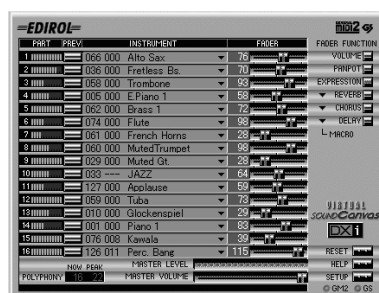 EDIROL
MIDI2 GS
PART PREV INSTRUMENT FADER FADER FUNCTION
1 066 000 Alto Sax 76 VOLUME
2 036 000 Fretless Bs. 70 PANPOT
3 058 000 Trombone 93 EXPRESSION
4 005 000 E.Piano 1 58 REVERB
5 062 000 Brass 1 72 CHORUS
6 074 000 Flute 98 DELAY
7 061 000 French Horns 28 MACRO
8 060 000 MutedTrumpet 98
9 029 000 Muted Gt. 28
10 033 --- JAZZ 64
11 127 000 Applause 59
12 059 000 Tuba 73
13 010 000 Glockenspiel 29
14 001 000 Piano 1 83
15 076 008 Kawala 39
16 126 011 Perc. Bang 115
VIRTUAL
SOUND Canvas
DXi
NOW PEAK MASTER LEVEL
POLYPHONY 16 22 MASTER VOLUME
RESET
HELP
SETUP
GM2 GS